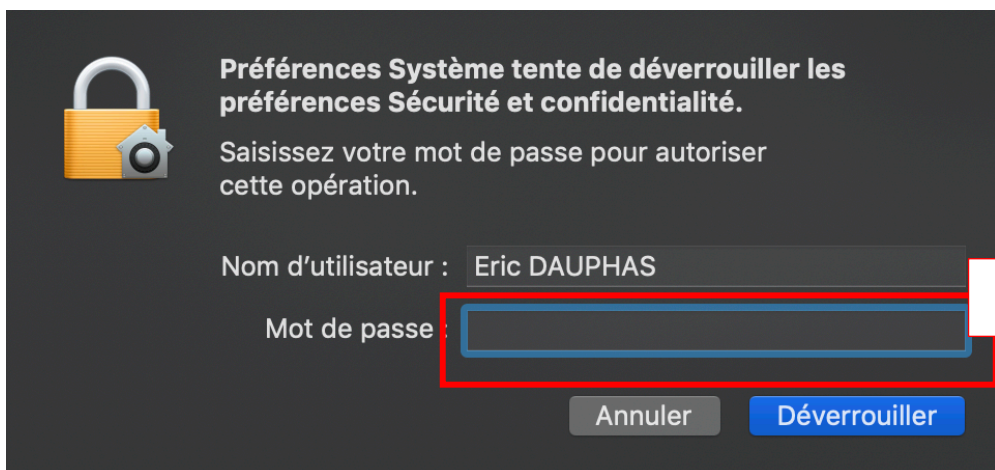 Préférences Système tente de déverrouiller les
préférences Sécurité et confidentialité.
Saisissez votre mot de passe pour autoriser
cette opération.
Nom d’utilisateur : Eric DAUPHAS
Mot de passe :
Annuler Déverrouiller